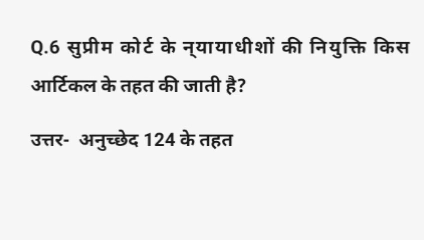 Q.6 सुप्रीम कोर्ट के न्यायाधीशों की नियुक्ति किस
आर्टिकल के तहत की जाती है?
उत्तर- अनुच्छेद 124 के तहत